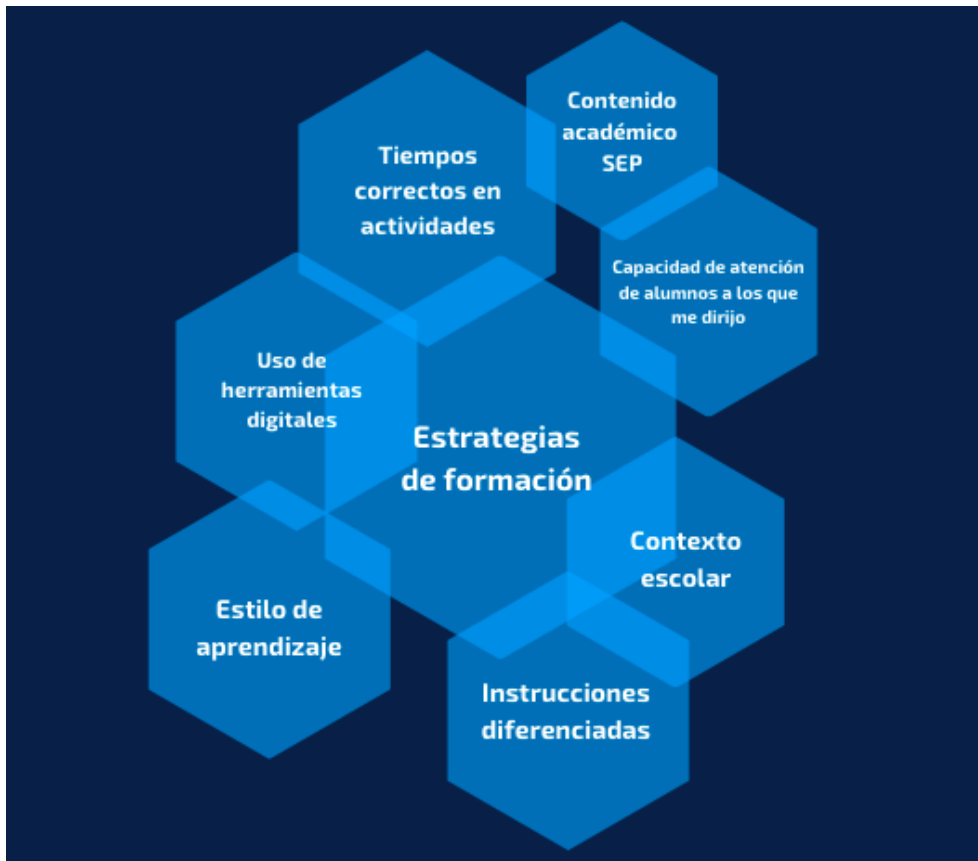 Contenido
académico
SEP
Tiempos
correctos en
actividades
Capacidad de atención
de alumnos a los que
me dirijo
Uso de
herramientas
digitales
Estrategias
de formación
Contexto
escolar
Estilo de
aprendizaje
Instrucciones
diferenciadas